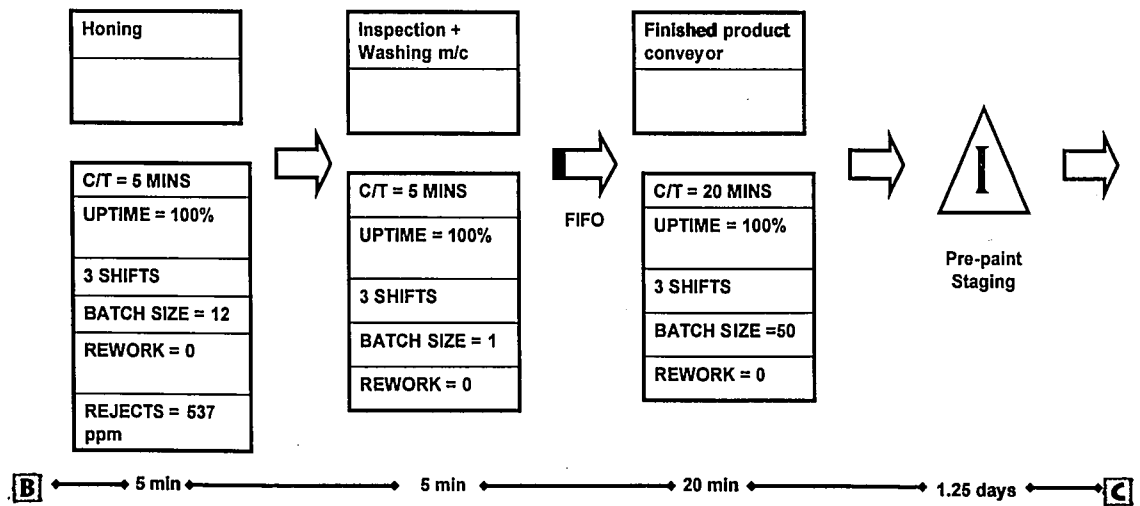 Honing
C/T = 5 MINS
UPTIME = 100%
3 SHIFTS
BATCH SIZE = 12
REWORK = 0
REJECTS = 537
ppm
Inspection +
Washing m/c
C/T = 5 MINS
UPTIME = 100%
3 SHIFTS
BATCH SIZE = 1
REWORK = 0
FIFO
Finished product
conveyor
C/T = 20 MINS
UPTIME = 100%
3 SHIFTS
BATCH SIZE =50
REWORK = 0
I
Pre-paint
Staging
B 5 min 5 min 20 min 1.25 days C